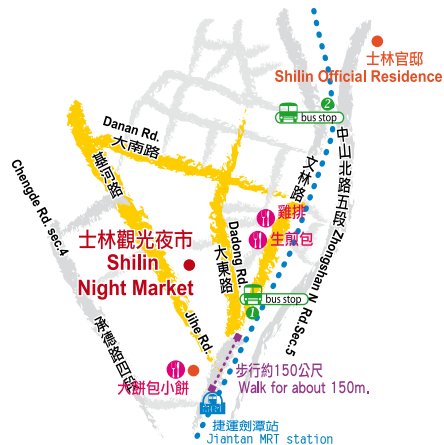 士林官邸
Shilin Official Residence
2
bus stop
Danan Rd.
大南路
基河路
文林路
中山北路五段 Zhongshan N. Rd.Sec.5
Chengde Rd. sec.4
雞排
生煎包
士林觀光夜市
Shilin
Night Market
Dadong Rd.
大東路
bus stop
1
Jihe Rd.
承德路四段
步行約150公尺
Walk for about 150m.
大餅包小餅
捷運劍潭站
Jiantan MRT station